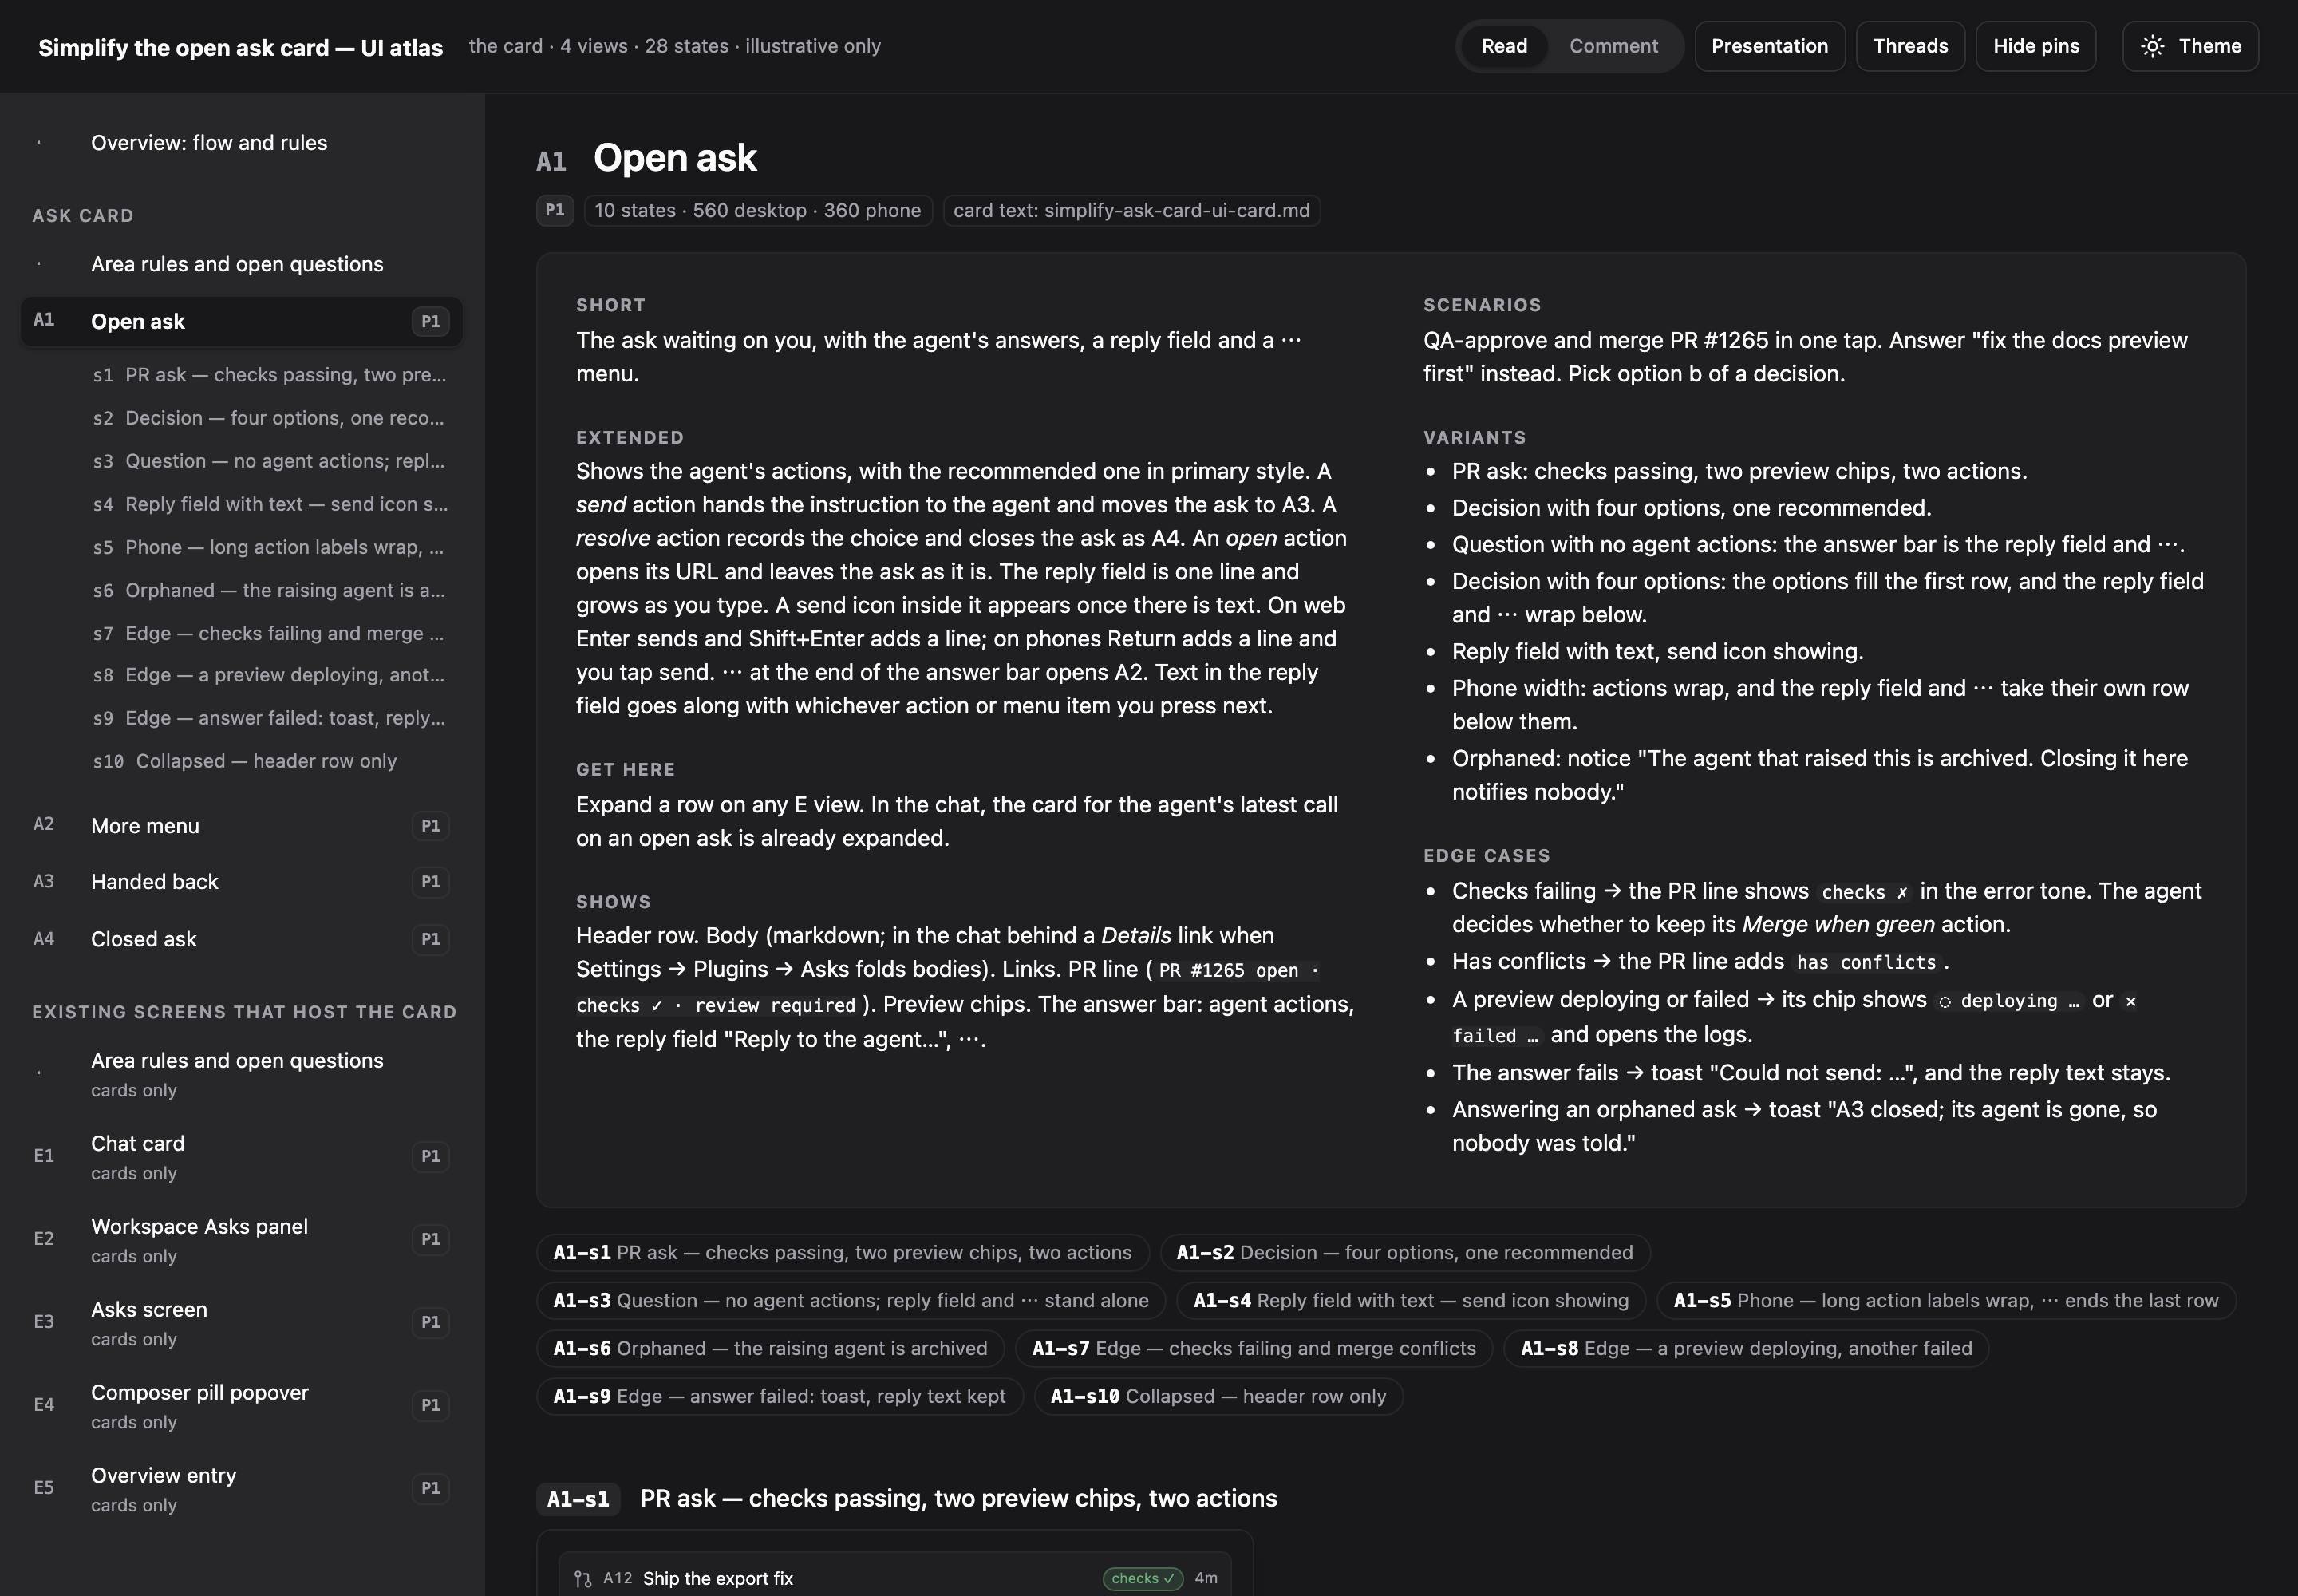 Simplify the open ask card — UI atlas
the card · 4 views · 28 states · illustrative only
Read
Comment
Presentation
Threads
Hide pins
Theme
· Overview: flow and rules
ASK CARD
· Area rules and open questions
A1 Open ask P1
s1 PR ask — checks passing, two pre...
s2 Decision — four options, one reco...
s3 Question — no agent actions; repl...
s4 Reply field with text — send icon s...
s5 Phone — long action labels wrap, ...
s6 Orphaned — the raising agent is a...
s7 Edge — checks failing and merge ...
s8 Edge — a preview deploying, anot...
s9 Edge — answer failed: toast, reply...
s10 Collapsed — header row only
A2 More menu P1
A3 Handed back P1
A4 Closed ask P1
EXISTING SCREENS THAT HOST THE CARD
· Area rules and open questions
cards only
E1 Chat card P1
cards only
E2 Workspace Asks panel P1
cards only
E3 Asks screen P1
cards only
E4 Composer pill popover P1
cards only
E5 Overview entry P1
cards only
A1 Open ask
P1
10 states · 560 desktop · 360 phone
card text: simplify-ask-card-ui-card.md
SHORT
The ask waiting on you, with the agent's answers, a reply field and a ···
menu.
EXTENDED
Shows the agent's actions, with the recommended one in primary style. A
send action hands the instruction to the agent and moves the ask to A3. A
resolve action records the choice and closes the ask as A4. An open action
opens its URL and leaves the ask as it is. The reply field is one line and
grows as you type. A send icon inside it appears once there is text. On web
Enter sends and Shift+Enter adds a line; on phones Return adds a line and
you tap send. ··· at the end of the answer bar opens A2. Text in the reply
field goes along with whichever action or menu item you press next.
GET HERE
Expand a row on any E view. In the chat, the card for the agent's latest call
on an open ask is already expanded.
SHOWS
Header row. Body (markdown; in the chat behind a Details link when
Settings → Plugins → Asks folds bodies). Links. PR line ( PR #1265 open ·
checks ✓ · review required ). Preview chips. The answer bar: agent actions,
the reply field "Reply to the agent…", ···.
SCENARIOS
QA-approve and merge PR #1265 in one tap. Answer "fix the docs preview
first" instead. Pick option b of a decision.
VARIANTS
• PR ask: checks passing, two preview chips, two actions.
• Decision with four options, one recommended.
• Question with no agent actions: the answer bar is the reply field and ···.
• Decision with four options: the options fill the first row, and the reply field
and ··· wrap below.
• Reply field with text, send icon showing.
• Phone width: actions wrap, and the reply field and ··· take their own row
below them.
• Orphaned: notice "The agent that raised this is archived. Closing it here
notifies nobody."
EDGE CASES
• Checks failing → the PR line shows checks ✗ in the error tone. The agent
decides whether to keep its Merge when green action.
• Has conflicts → the PR line adds has conflicts .
• A preview deploying or failed → its chip shows ◌ deploying … or ×
failed … and opens the logs.
• The answer fails → toast "Could not send: …", and the reply text stays.
• Answering an orphaned ask → toast "A3 closed; its agent is gone, so
nobody was told."
A1–s1 PR ask — checks passing, two preview chips, two actions
A1–s2 Decision — four options, one recommended
A1–s3 Question — no agent actions; reply field and ··· stand alone
A1–s4 Reply field with text — send icon showing
A1–s5 Phone — long action labels wrap, ··· ends the last row
A1–s6 Orphaned — the raising agent is archived
A1–s7 Edge — checks failing and merge conflicts
A1–s8 Edge — a preview deploying, another failed
A1–s9 Edge — answer failed: toast, reply text kept
A1–s10 Collapsed — header row only
A1–s1 PR ask — checks passing, two preview chips, two actions
A12 Ship the export fix checks ✓ 4m